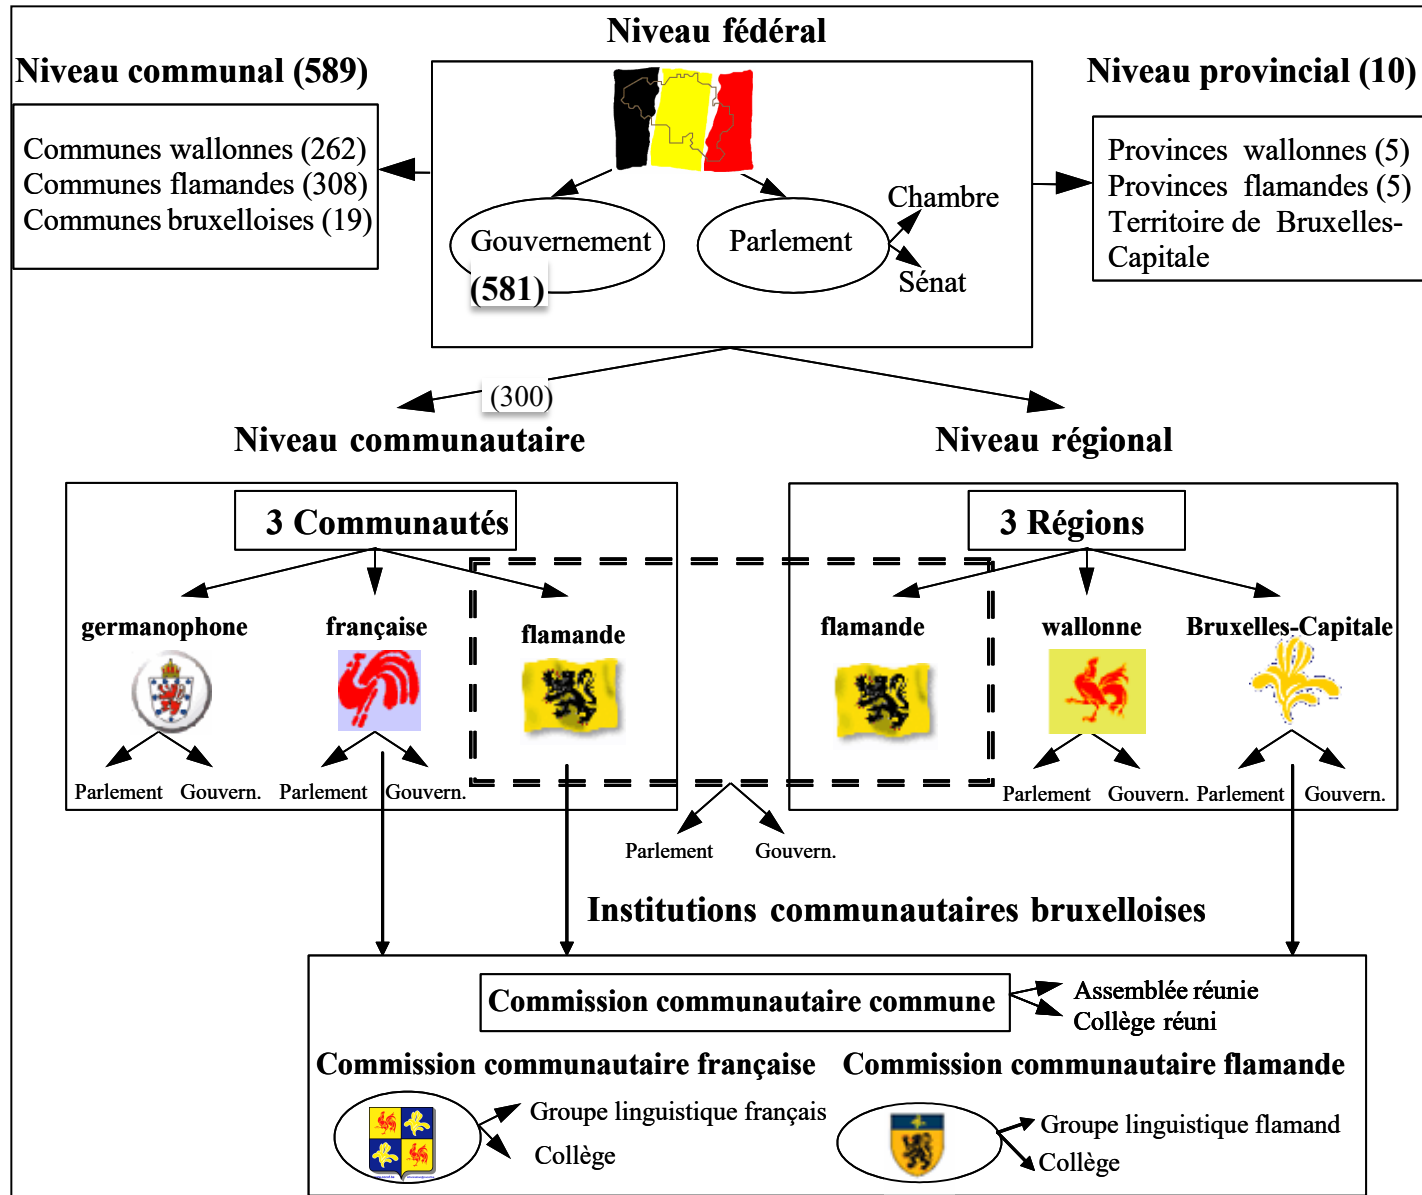 Niveau fédéral
Niveau communal (589)
Communes wallonnes (262)
Communes flamandes (308)
Communes bruxelloises (19)
Niveau provincial (10)
Provinces wallonnes (5)
Provinces flamandes (5)
Territoire de Bruxelles-
Capitale
Gouvernement
(581)
Parlement
Chambre
Sénat
(300)
Niveau communautaire
Niveau régional
3 Communautés
germanophone
française
flamande
Parlement
Gouvern.
Parlement
Gouvern.
3 Régions
flamande
wallonne
Bruxelles-Capitale
Parlement
Gouvern.
Parlement
Gouvern.
Parlement
Gouvern.
Institutions communautaires bruxelloises
Commission communautaire commune
Assemblée réunie
Collège réuni
Commission communautaire française
Groupe linguistique français
Collège
Commission communautaire flamande
Groupe linguistique flamand
Collège